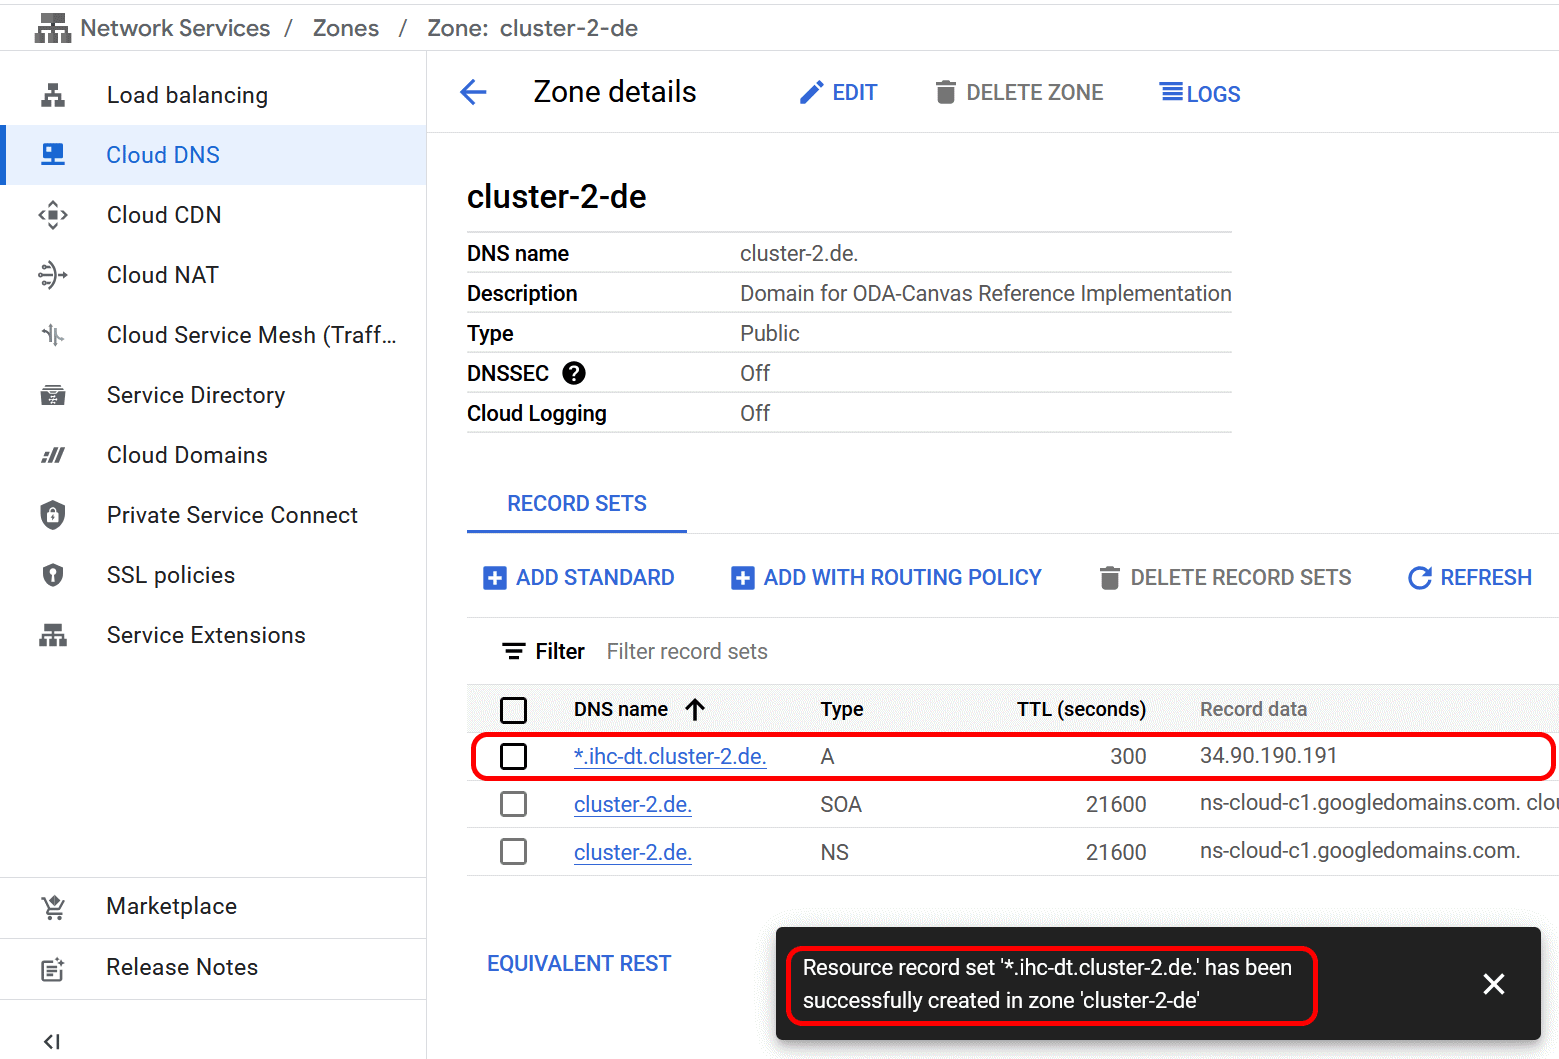 Network Services / Zones / Zone: cluster-2-de
Load balancing
Cloud DNS
Cloud CDN
Cloud NAT
Cloud Service Mesh (Traff...
Service Directory
Cloud Domains
Private Service Connect
SSL policies
Service Extensions
Marketplace
Release Notes
Zone details EDIT DELETE ZONE LOGS
cluster-2-de
DNS name cluster-2.de.
Description Domain for ODA-Canvas Reference Implementation
Type Public
DNSSEC ? Off
Cloud Logging Off
RECORD SETS
ADD STANDARD ADD WITH ROUTING POLICY DELETE RECORD SETS REFRESH
Filter Filter record sets
DNS name Type TTL (seconds) Record data
*.ihc-dt.cluster-2.de. A 300 34.90.190.191
cluster-2.de. SOA 21600 ns-cloud-c1.googledomains.com. clou
cluster-2.de. NS 21600 ns-cloud-c1.googledomains.com.
EQUIVALENT REST
Resource record set '*.ihc-dt.cluster-2.de.' has been
successfully created in zone 'cluster-2-de'